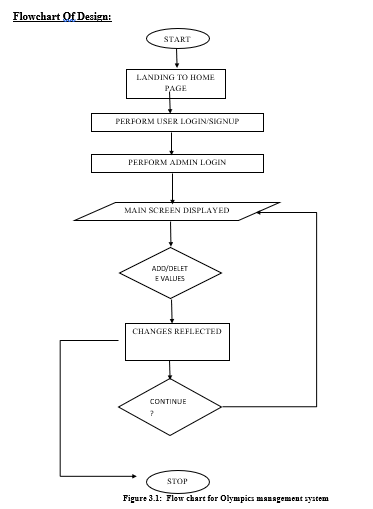 Flowchart Of Design:
START
LANDING TO HOME
PAGE
PERFORM USER LOGIN/SIGNUP
PERFORM ADMIN LOGIN
MAIN SCREEN DISPLAYED
ADD/DELET
E VALUES
CHANGES REFLECTED
CONTINUE
?
STOP
Figure 3.1: Flow chart for Olympics management system